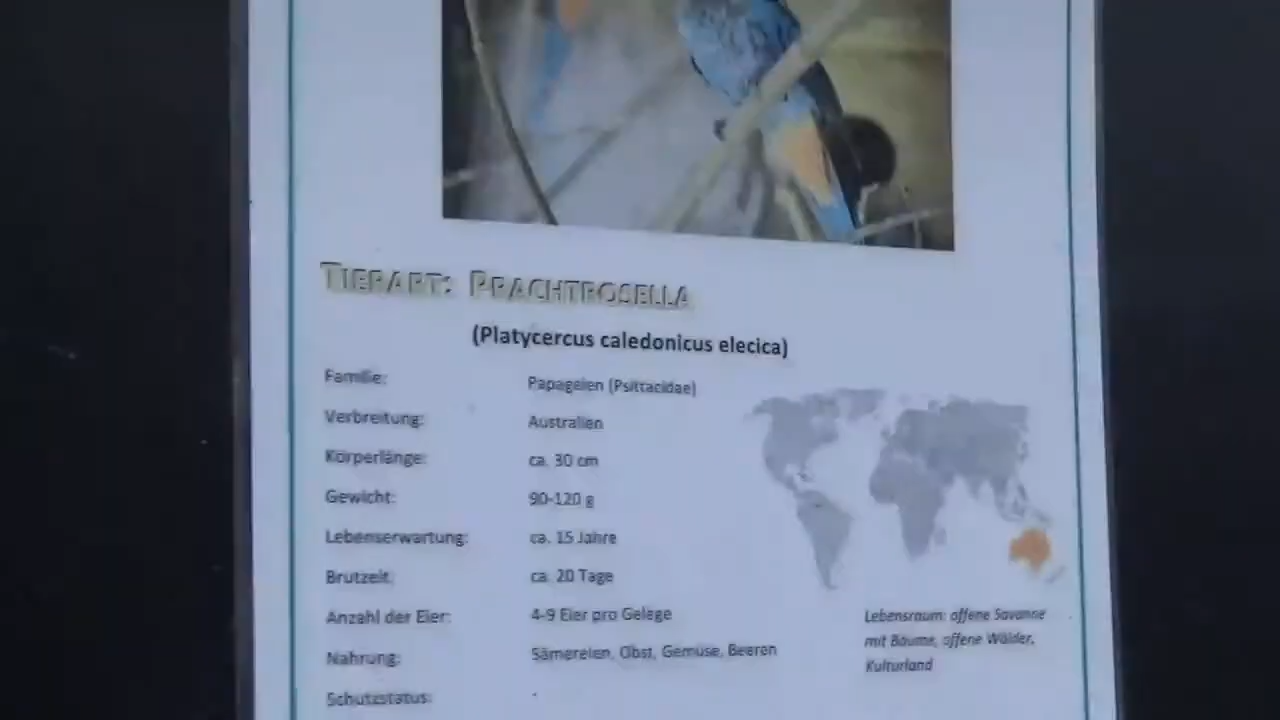 TIERART: PRACHTROSELLA
(Platycercus caledonicus elecica)
Familie: Papageien (Psittacidae)
Verbreitung: Australien
Körperlänge: ca. 30 cm
Gewicht: 90-120 g
Lebenserwartung: ca. 15 Jahre
Brutzeit: ca. 20 Tage
Anzahl der Eier: 4-9 Eier pro Gelege
Nahrung: Sämereien, Obst, Gemüse, Beeren
Schutzstatus: -
Lebensraum: offene Savanne
mit Bäume, offene Wälder,
Kulturland